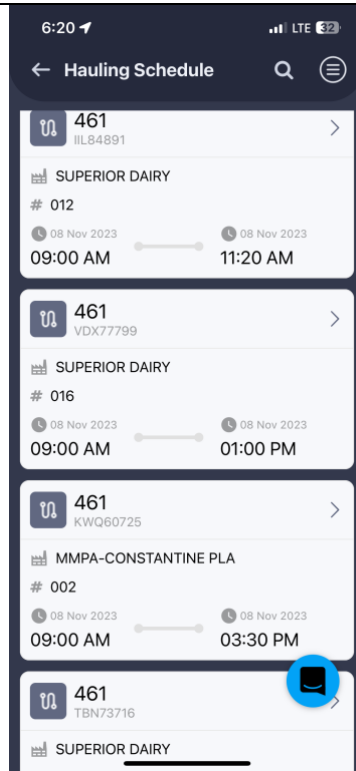 6:20 LTE 32
Hauling Schedule
461
IIL84891
SUPERIOR DAIRY
# 012
08 Nov 2023 08 Nov 2023
09:00 AM 11:20 AM
461
VDX77799
SUPERIOR DAIRY
# 016
08 Nov 2023 08 Nov 2023
09:00 AM 01:00 PM
461
KWQ60725
MMPA-CONSTANTINE PLA
# 002
08 Nov 2023 08 Nov 2023
09:00 AM 03:30 PM
461
TBN73716
SUPERIOR DAIRY